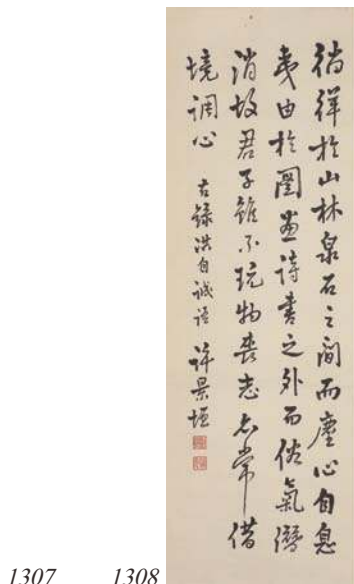 徜徉於山林泉石之間而塵心自息
夷由於圖畫詩書之外而俗氣潛
消故君子雖不玩物喪志亦常借
境調心 右錄洪自誠語 許景
1307 1308